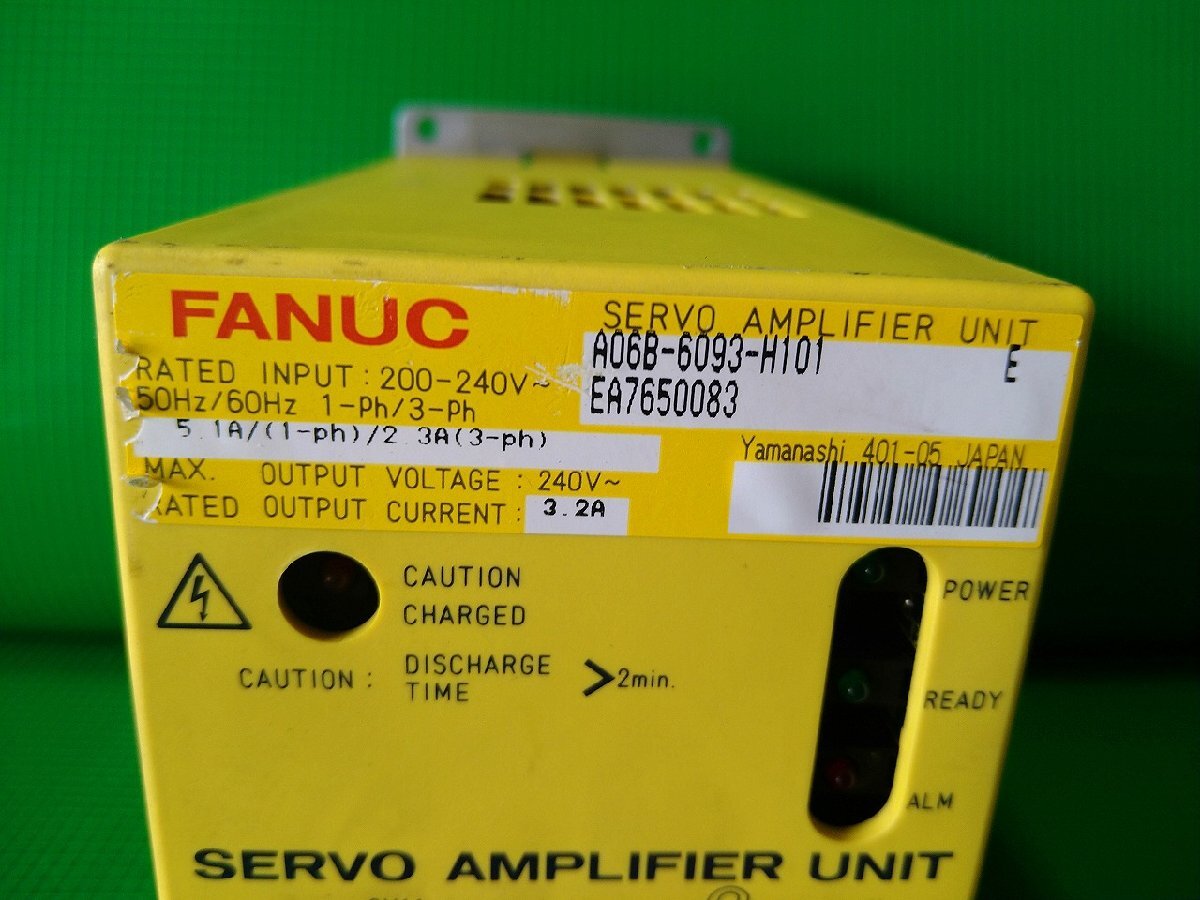 FANUC
SERVO AMPLIFIER UNIT
A06B-6093-H101 E
EA7650083
RATED INPUT : 200-240V~
50Hz/60Hz 1-Ph/3-Ph
5.1A/(1-ph)/2.3A(3-ph)
Yamanashi 401-05 JAPAN
MAX. OUTPUT VOLTAGE : 240V~
RATED OUTPUT CURRENT : 3.2A
CAUTION
CHARGED
CAUTION : DISCHARGE
TIME >2min.
POWER
READY
ALM
SERVO AMPLIFIER UNIT